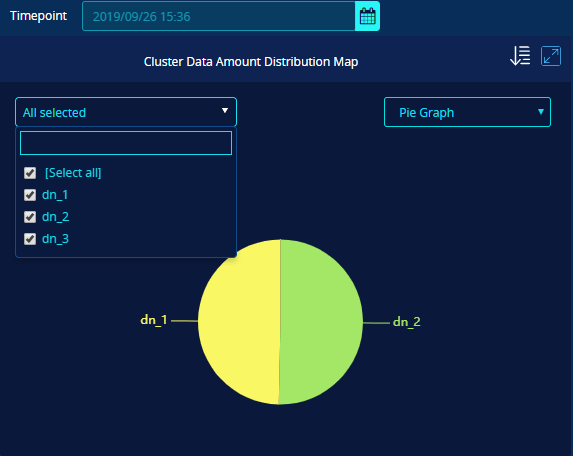 Timepoint 2019/09/26 15:36
Cluster Data Amount Distribution Map
All selected
Pie Graph
[Select all]
dn_1
dn_2
dn_3
dn_1
dn_2